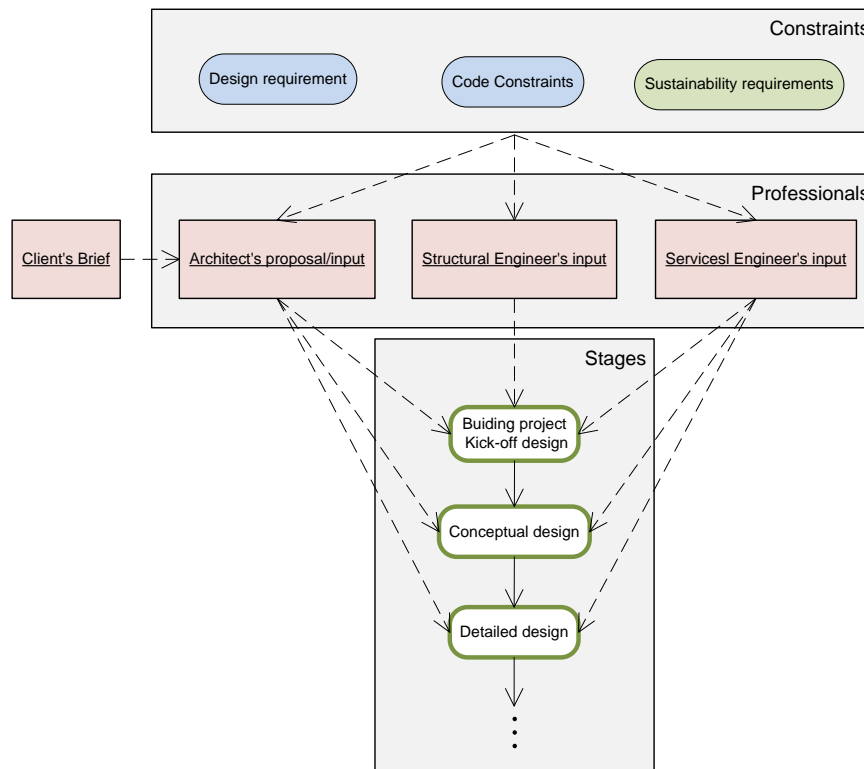 Constraints
Design requirement
Code Constraints
Sustainability requirements
Professionals
Client's Brief
Architect's proposal/input
Structural Engineer's input
Servicesl Engineer's input
Stages
Buiding project
Kick-off design
Conceptual design
Detailed design